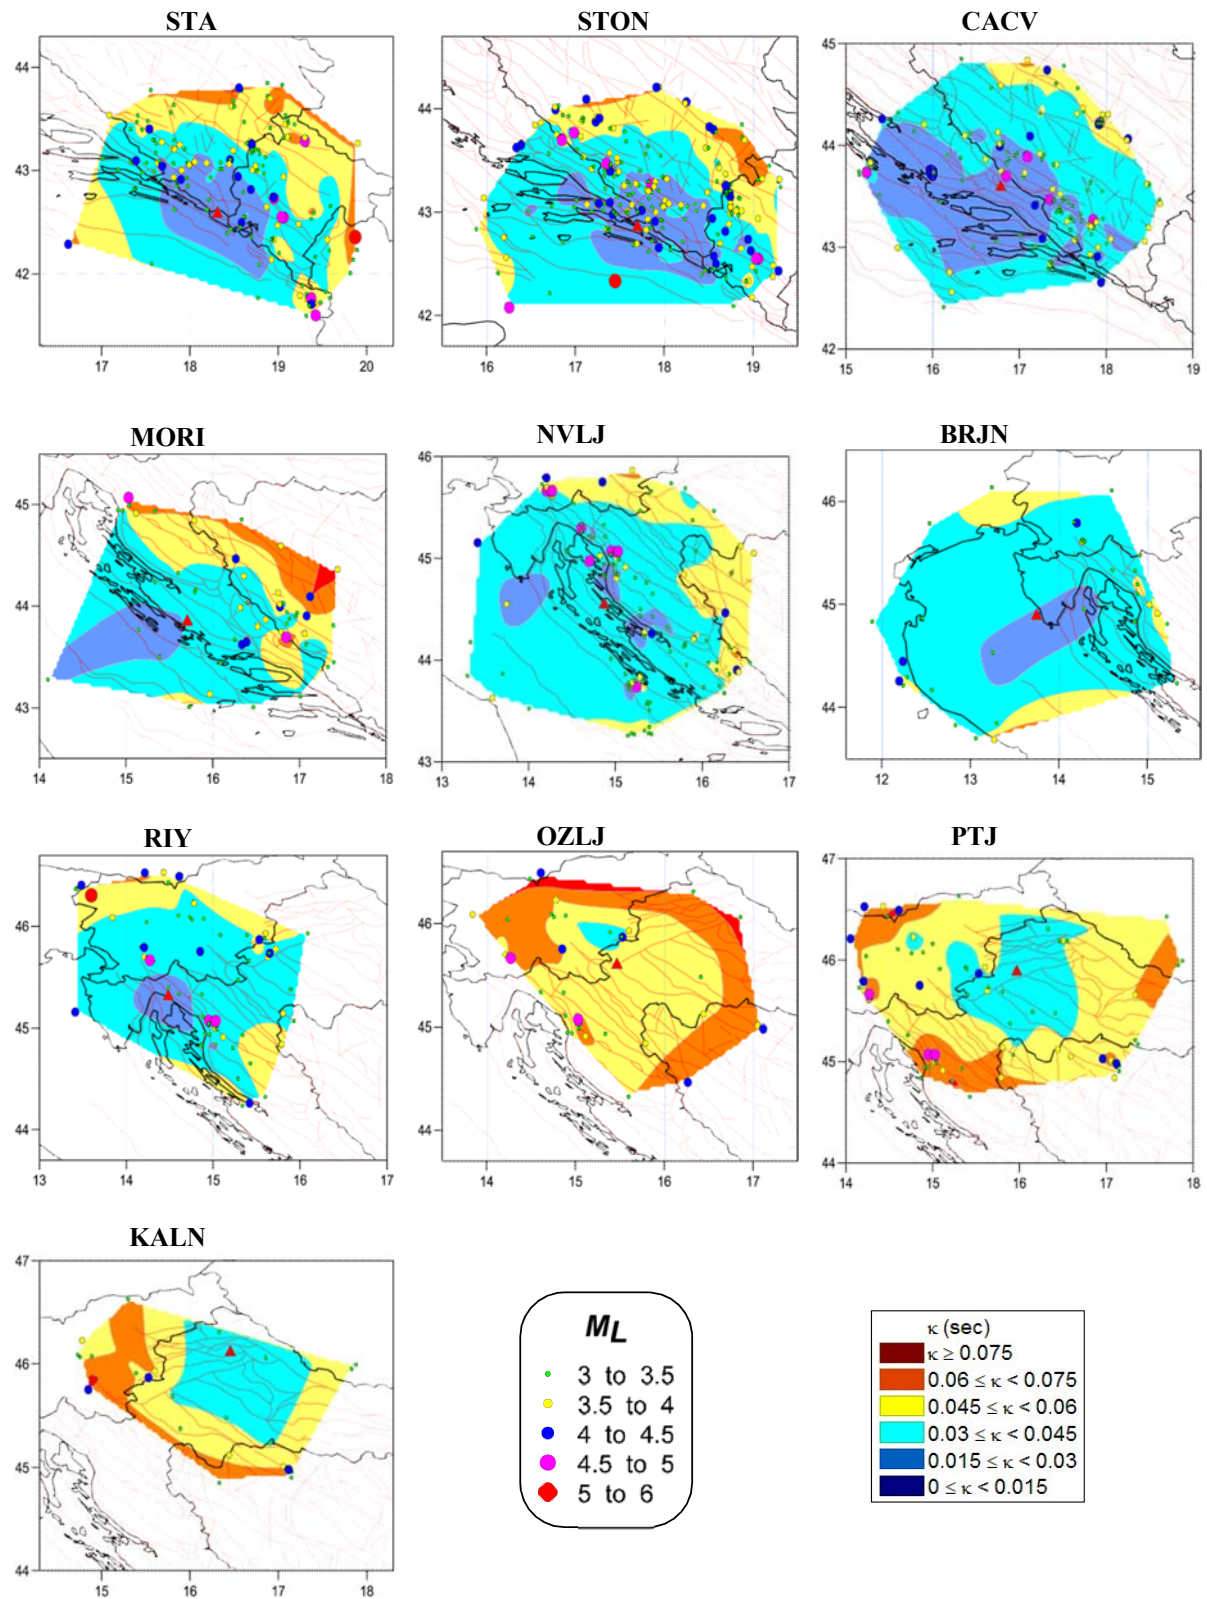 STA
STON
CACV
44
43
42
17 18 19 20
44
43
42
16 17 18 19
45
44
43
42
15 16 17 18 19
MORI
NVLJ
BRJN
45
44
43
14 15 16 17 18
46
45
44
43
13 14 15 16 17
46
45
44
12 13 14 15
RIY
OZLJ
PTJ
46
45
44
13 14 15 16 17
46
45
44
14 15 16 17
47
46
45
44
14 15 16 17 18
KALN
47
46
45
44
15 16 17 18
ML
3 to 3.5
3.5 to 4
4 to 4.5
4.5 to 5
5 to 6
κ (sec)
κ ≥ 0.075
0.06 ≤ κ < 0.075
0.045 ≤ κ < 0.06
0.03 ≤ κ < 0.045
0.015 ≤ κ < 0.03
0 ≤ κ < 0.015